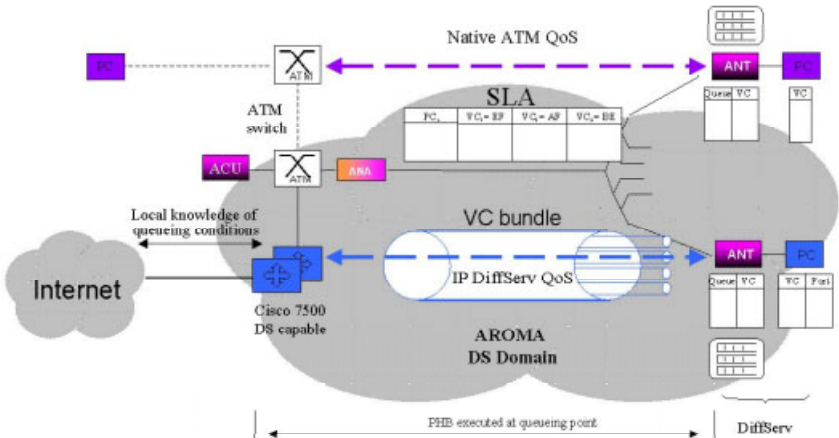 Native ATM QoS
PC
ATM
ANT
PC
Queue VC
VC
SLA
ATM
switch
PC₁ VC₁= EF VC₂= AF VC₃= BE
ACU
ATM
ANA
Local knowledge of
queueing conditions
VC bundle
ANT
PC
Internet
IP DiffServ QoS
Queue VC
VC
Cisco 7500
DS capable
AROMA
DS Domain
PHB executed at queueing point
DiffServ